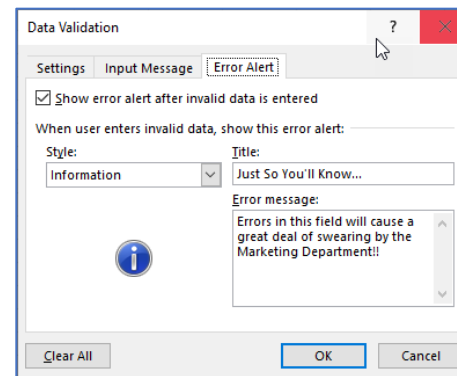 Data Validation ?
Settings Input Message Error Alert
Show error alert after invalid data is entered
When user enters invalid data, show this error alert:
Style: Title:
Information Just So You'll Know...
Error message:
Errors in this field will cause a
great deal of swearing by the
Marketing Department!!
Clear All OK Cancel